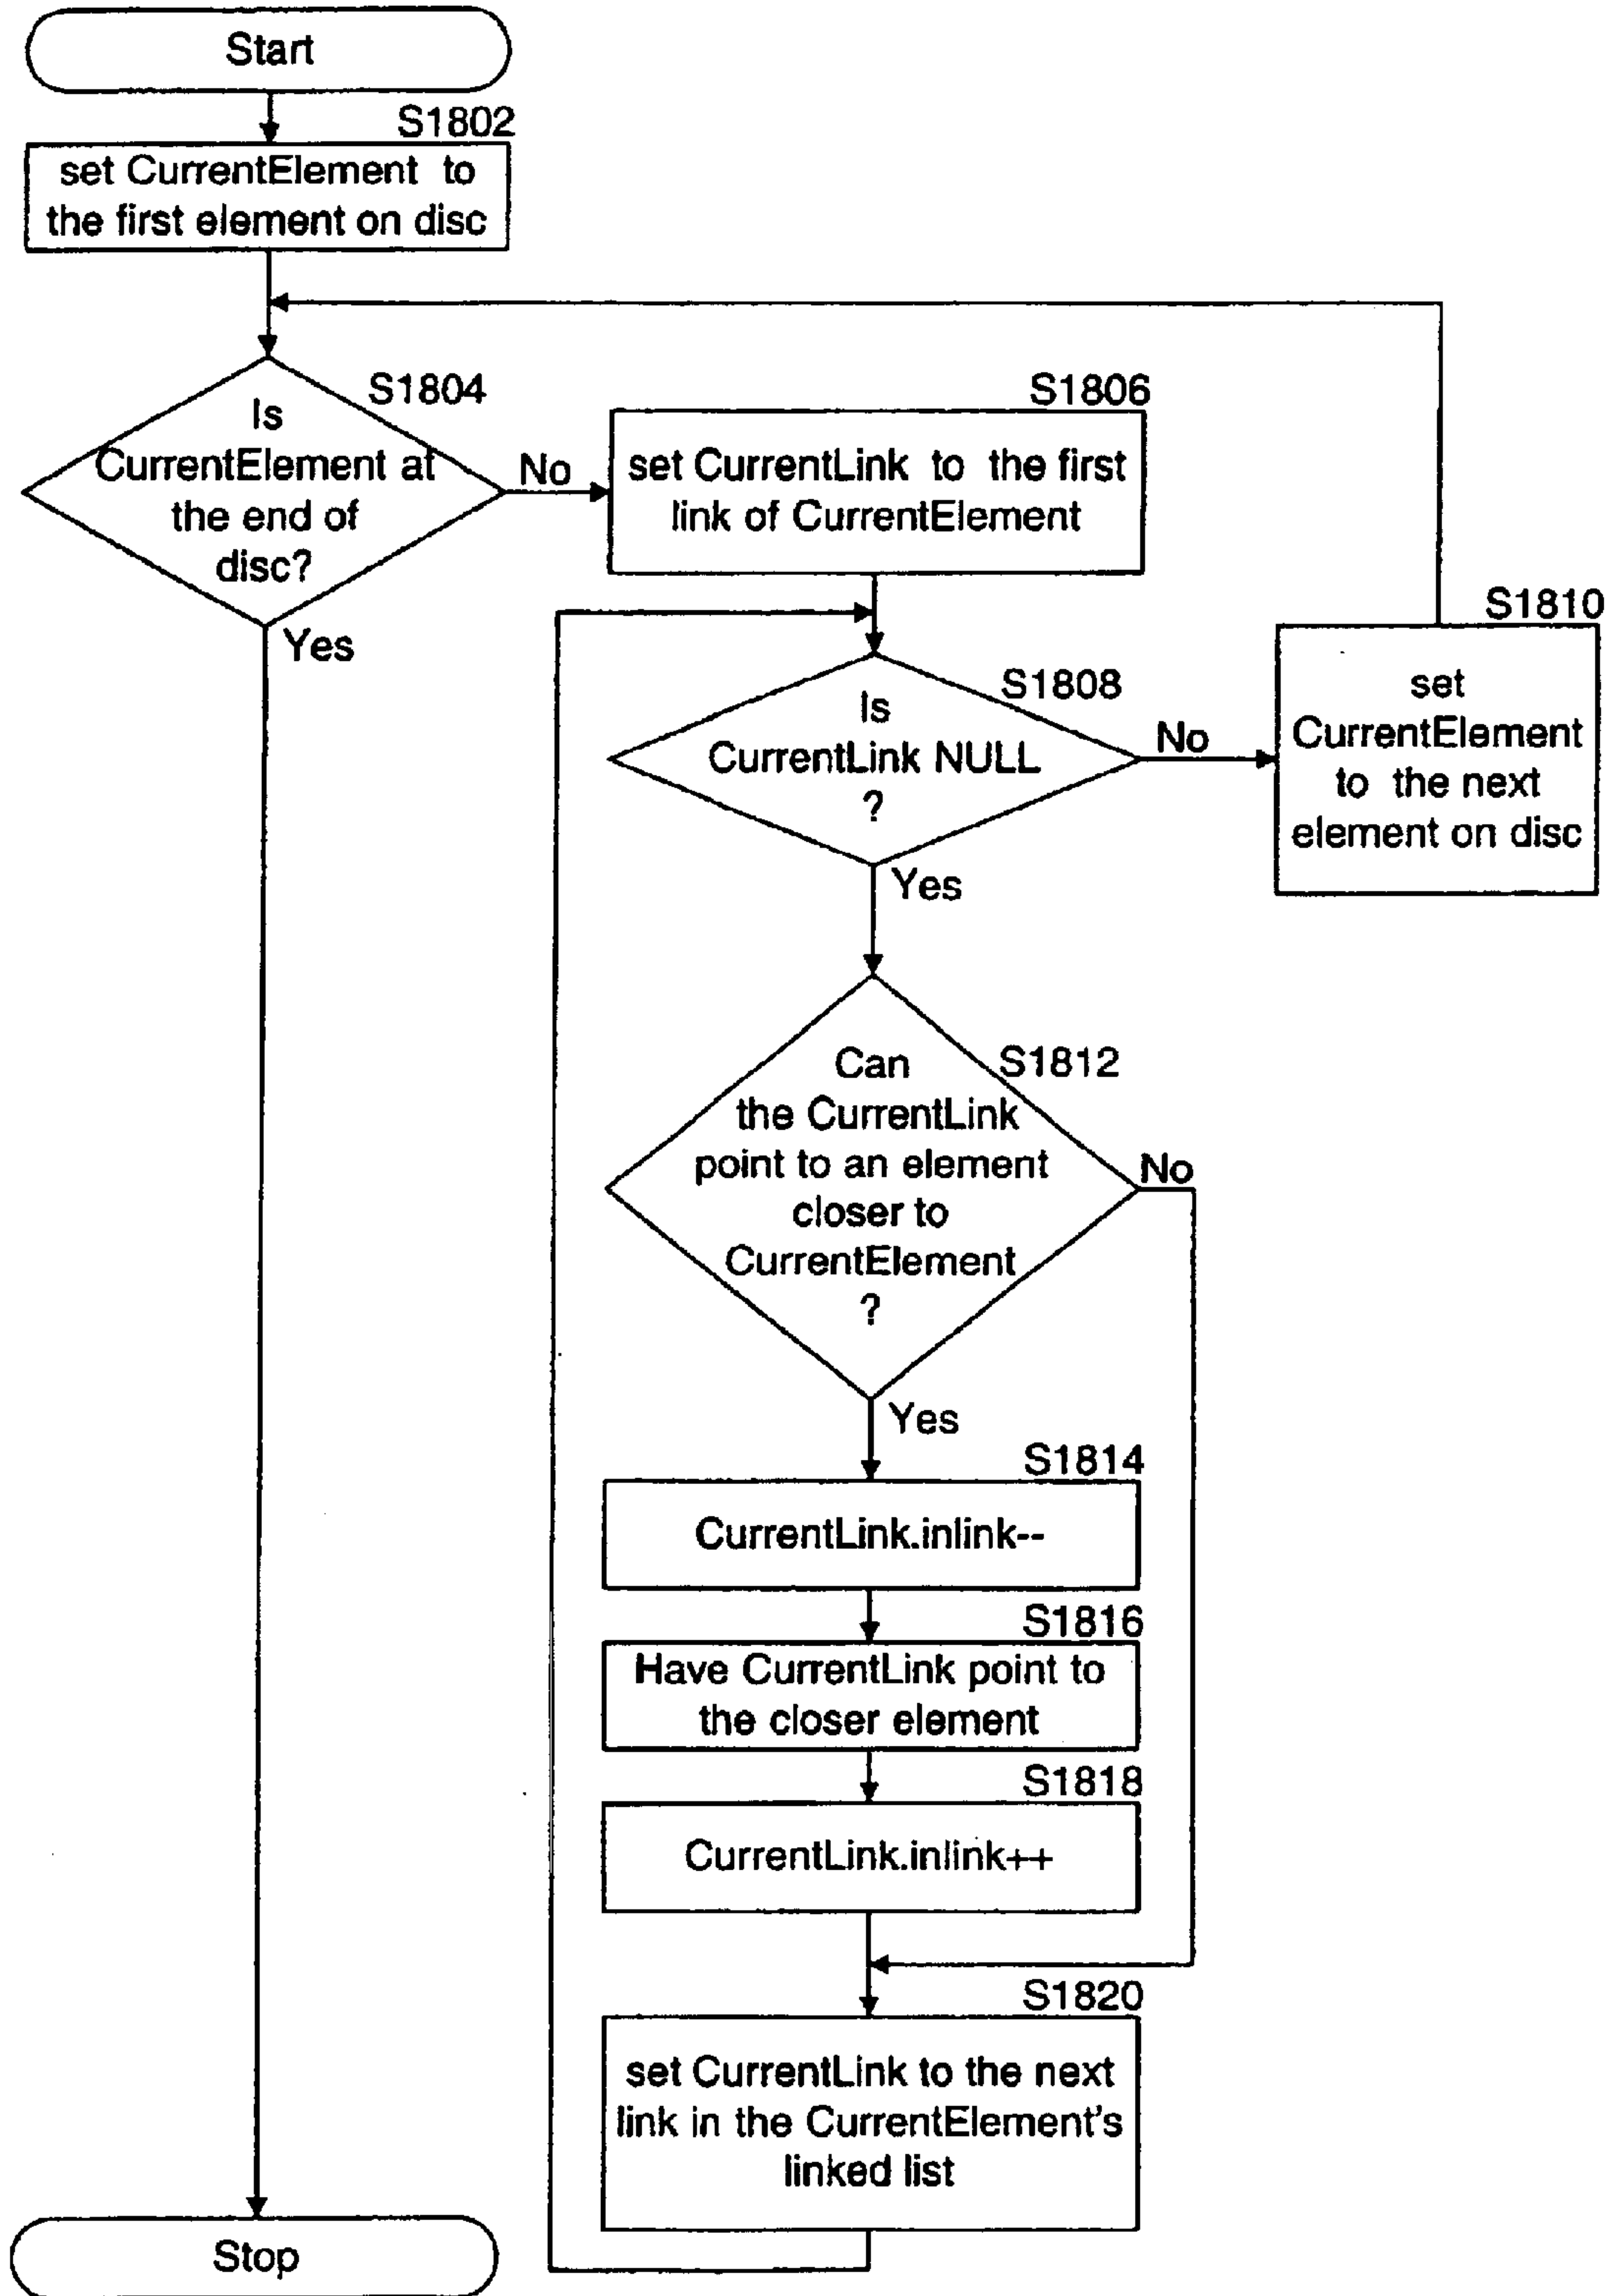 Start
S1802
set CurrentElement to
the first element on disc
S1804
Is
CurrentElement at
the end of
disc?
No
Yes
S1806
set CurrentLink to the first
link of CurrentElement
S1808
Is
CurrentLink NULL
?
No
Yes
S1810
set
CurrentElement
to the next
element on disc
S1812
Can
the CurrentLink
point to an element
closer to
CurrentElement
?
No
Yes
S1814
CurrentLink.inlink--
S1816
Have CurrentLink point to
the closer element
S1818
CurrentLink.inlink++
S1820
set CurrentLink to the next
link in the CurrentElement's
linked list
Stop